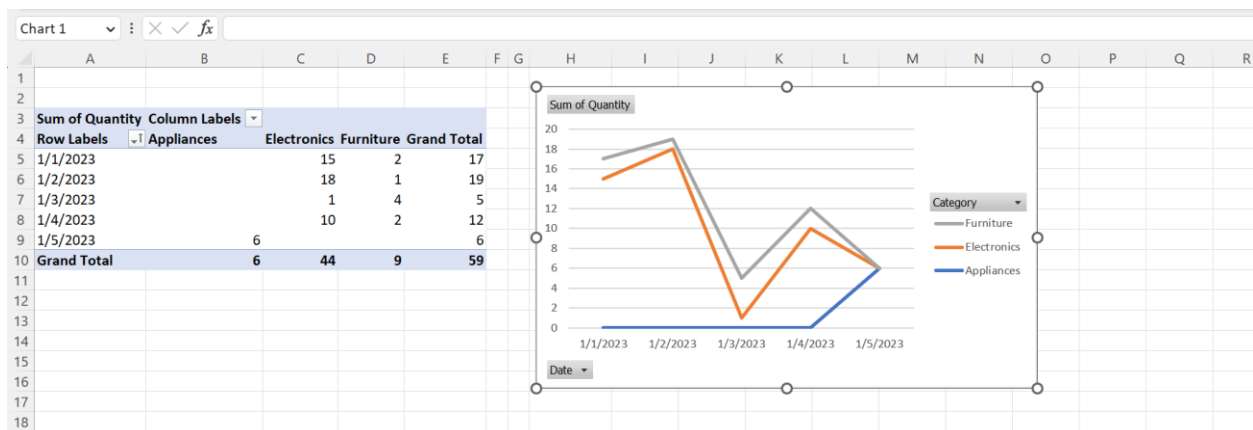 Chart 1 fx
A B C D E F G H I J K L M N O P Q R
1
2
3 Sum of Quantity Column Labels
4 Row Labels Appliances Electronics Furniture Grand Total
5 1/1/2023 15 2 17
6 1/2/2023 18 1 19
7 1/3/2023 1 4 5
8 1/4/2023 10 2 12
9 1/5/2023 6 6
10 Grand Total 6 44 9 59
11
12
13
14
15
16
17
18
Sum of Quantity
20
18
16
14
12
10
8
6
4
2
0
1/1/2023 1/2/2023 1/3/2023 1/4/2023 1/5/2023
Date
Category
Furniture
Electronics
Appliances